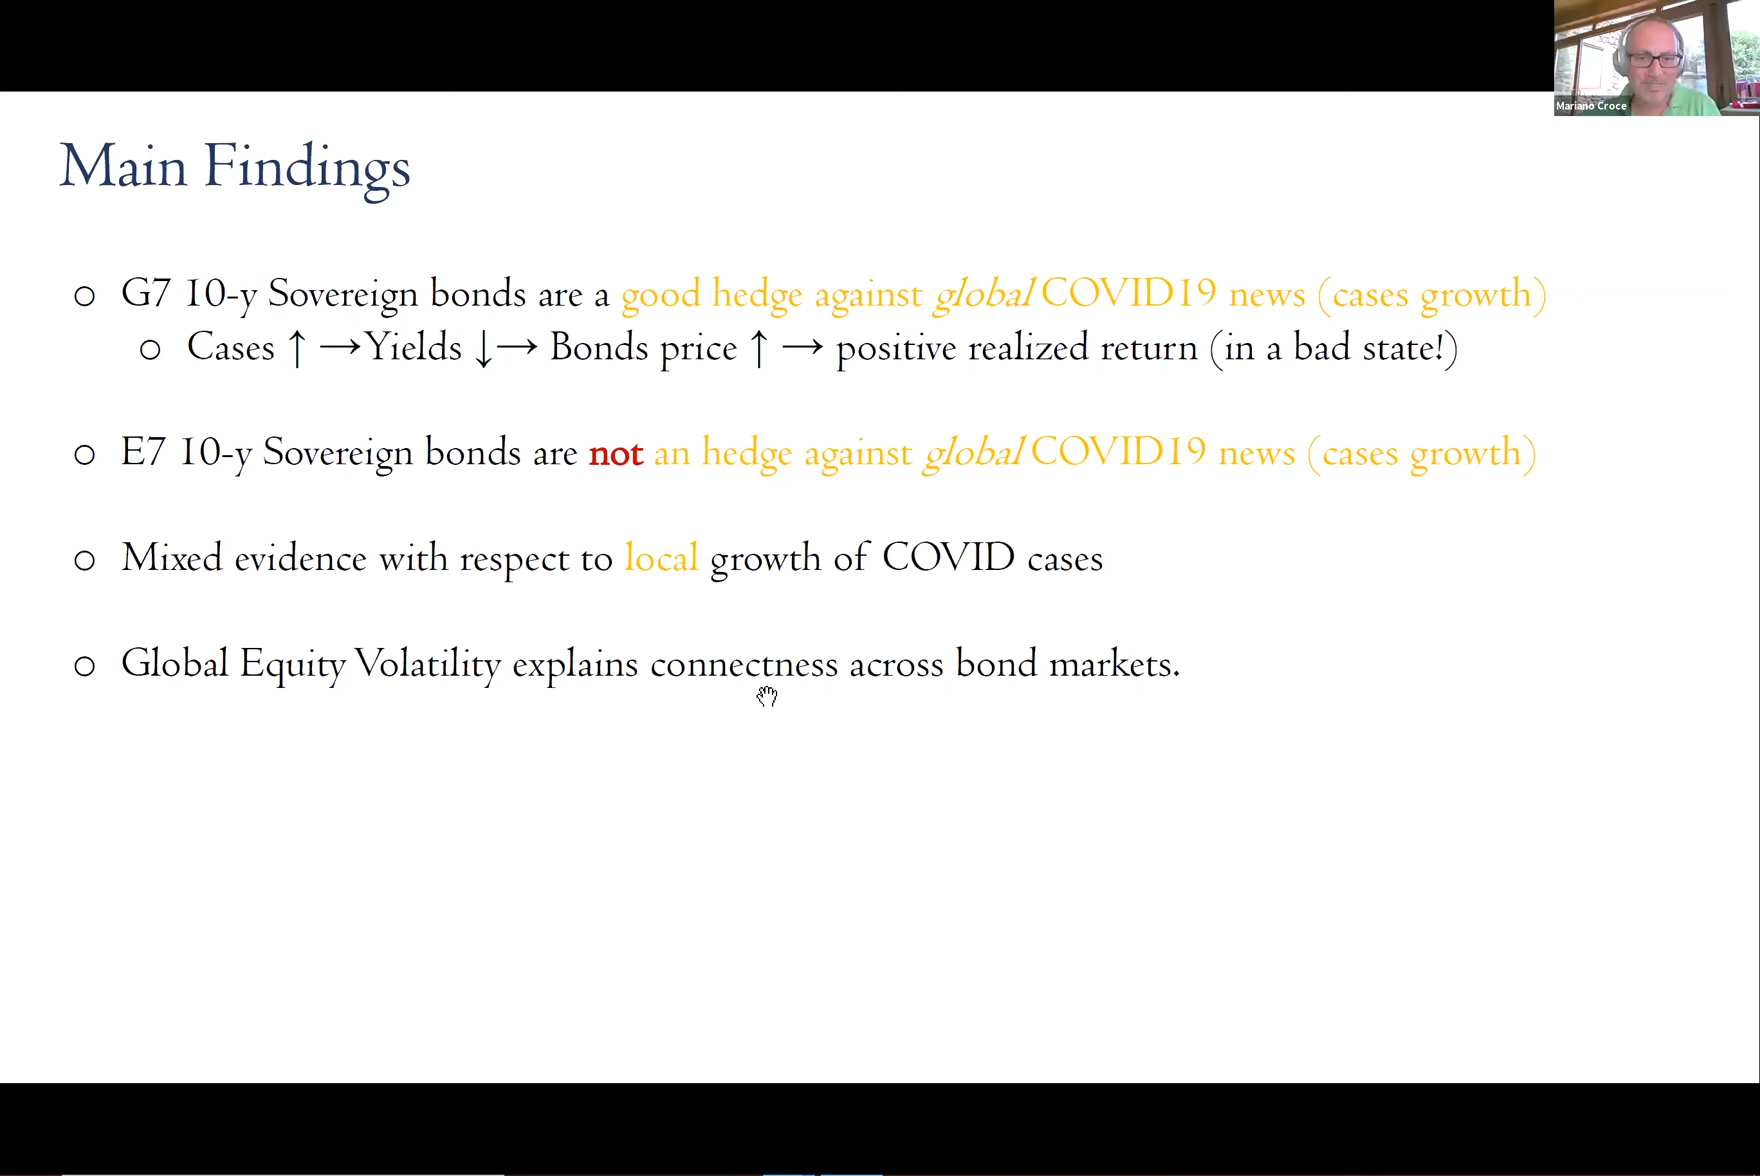 Mariano Croce
Main Findings
G7 10-y Sovereign bonds are a good hedge against global COVID19 news (cases growth)
Cases ↑ →Yields ↓→ Bonds price ↑ → positive realized return (in a bad state!)
E7 10-y Sovereign bonds are not an hedge against global COVID19 news (cases growth)
Mixed evidence with respect to local growth of COVID cases
Global Equity Volatility explains connectness across bond markets.